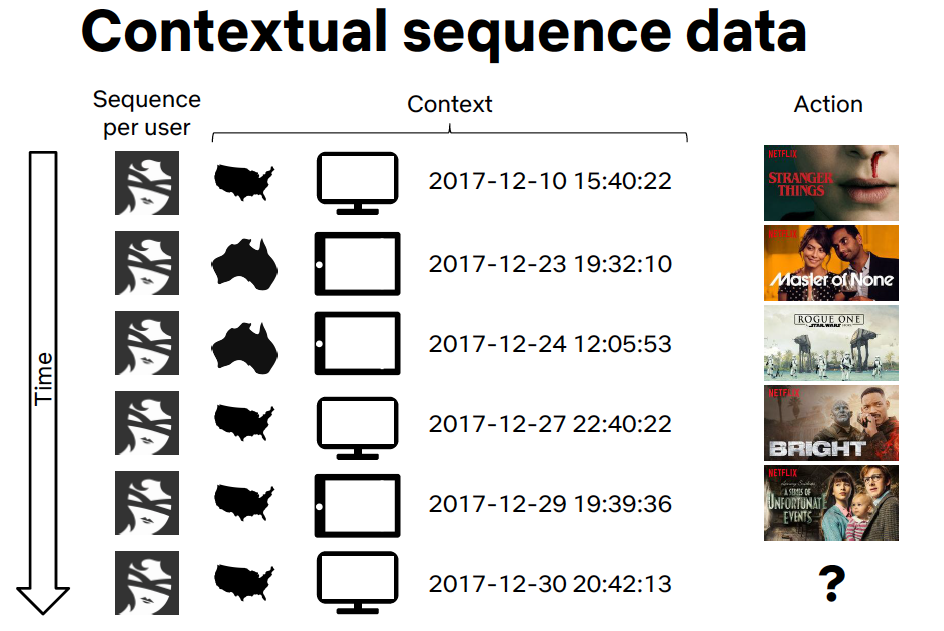 Contextual sequence data
Sequence
per user
Context
Action
Time
2017-12-10 15:40:22
NETFLIX
STRANGER
THINGS
2017-12-23 19:32:10
NETFLIX
Master of None
2017-12-24 12:05:53
ROGUE ONE
STAR WARS
2017-12-27 22:40:22
NETFLIX
BRIGHT
2017-12-29 19:39:36
NETFLIX
A SERIES OF
UNFORTUNATE
EVENTS
2017-12-30 20:42:13
?